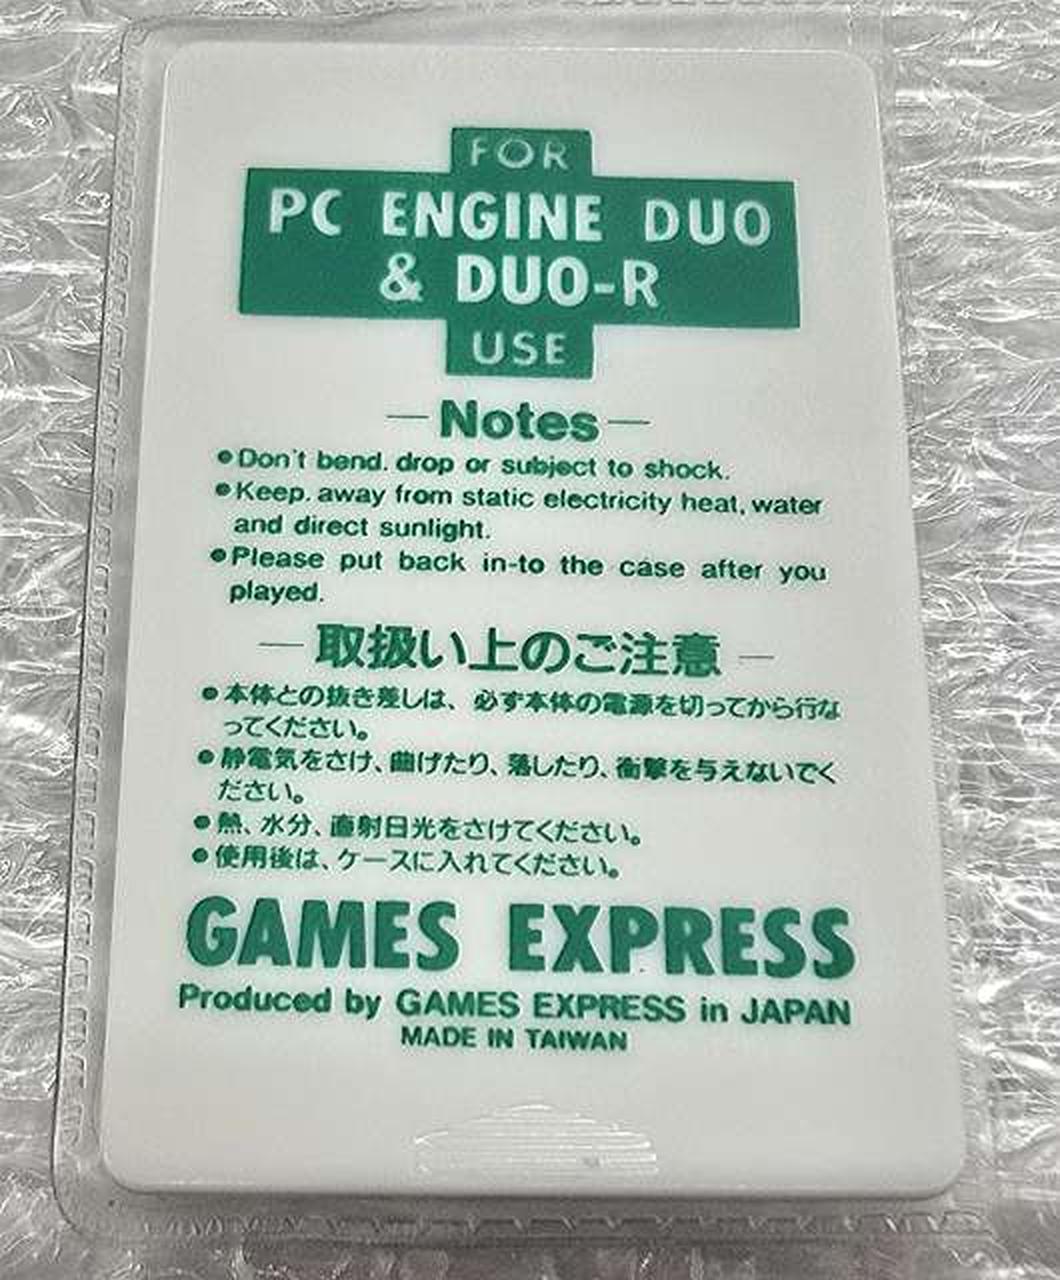 FOR
PC ENGINE DUO
& DUO-R
USE
Notes
●Don't bend. drop or subject to shock.
●Keep. away from static electricity heat, water
and direct sunlight.
●Please put back in-to the case after you
played.
取扱い上のご注意
●本体との抜き差しは、必ず本体の電源を切ってから行な
ってください。
●静電気をさけ、曲げたり、落したり、衝撃を与えないでく
ださい。
●熱、水分、直射日光をさけてください。
●使用後は、ケースに入れてください。
GAMES EXPRESS
Produced by GAMES EXPRESS in JAPAN
MADE IN TAIWAN